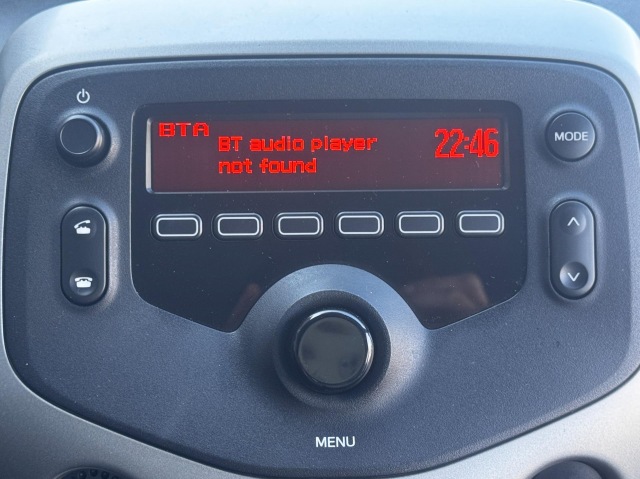 BTA
BT audio player
not found
22:46
MODE
MENU